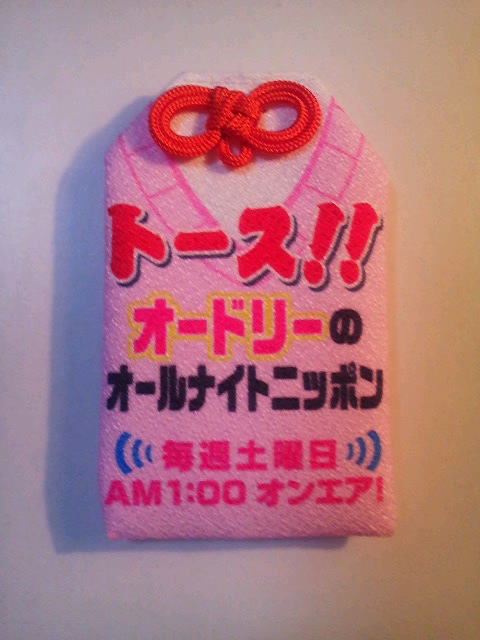 トース!!
オードリーの
オールナイトニッポン
毎週土曜日
AM1:00 オンエア!